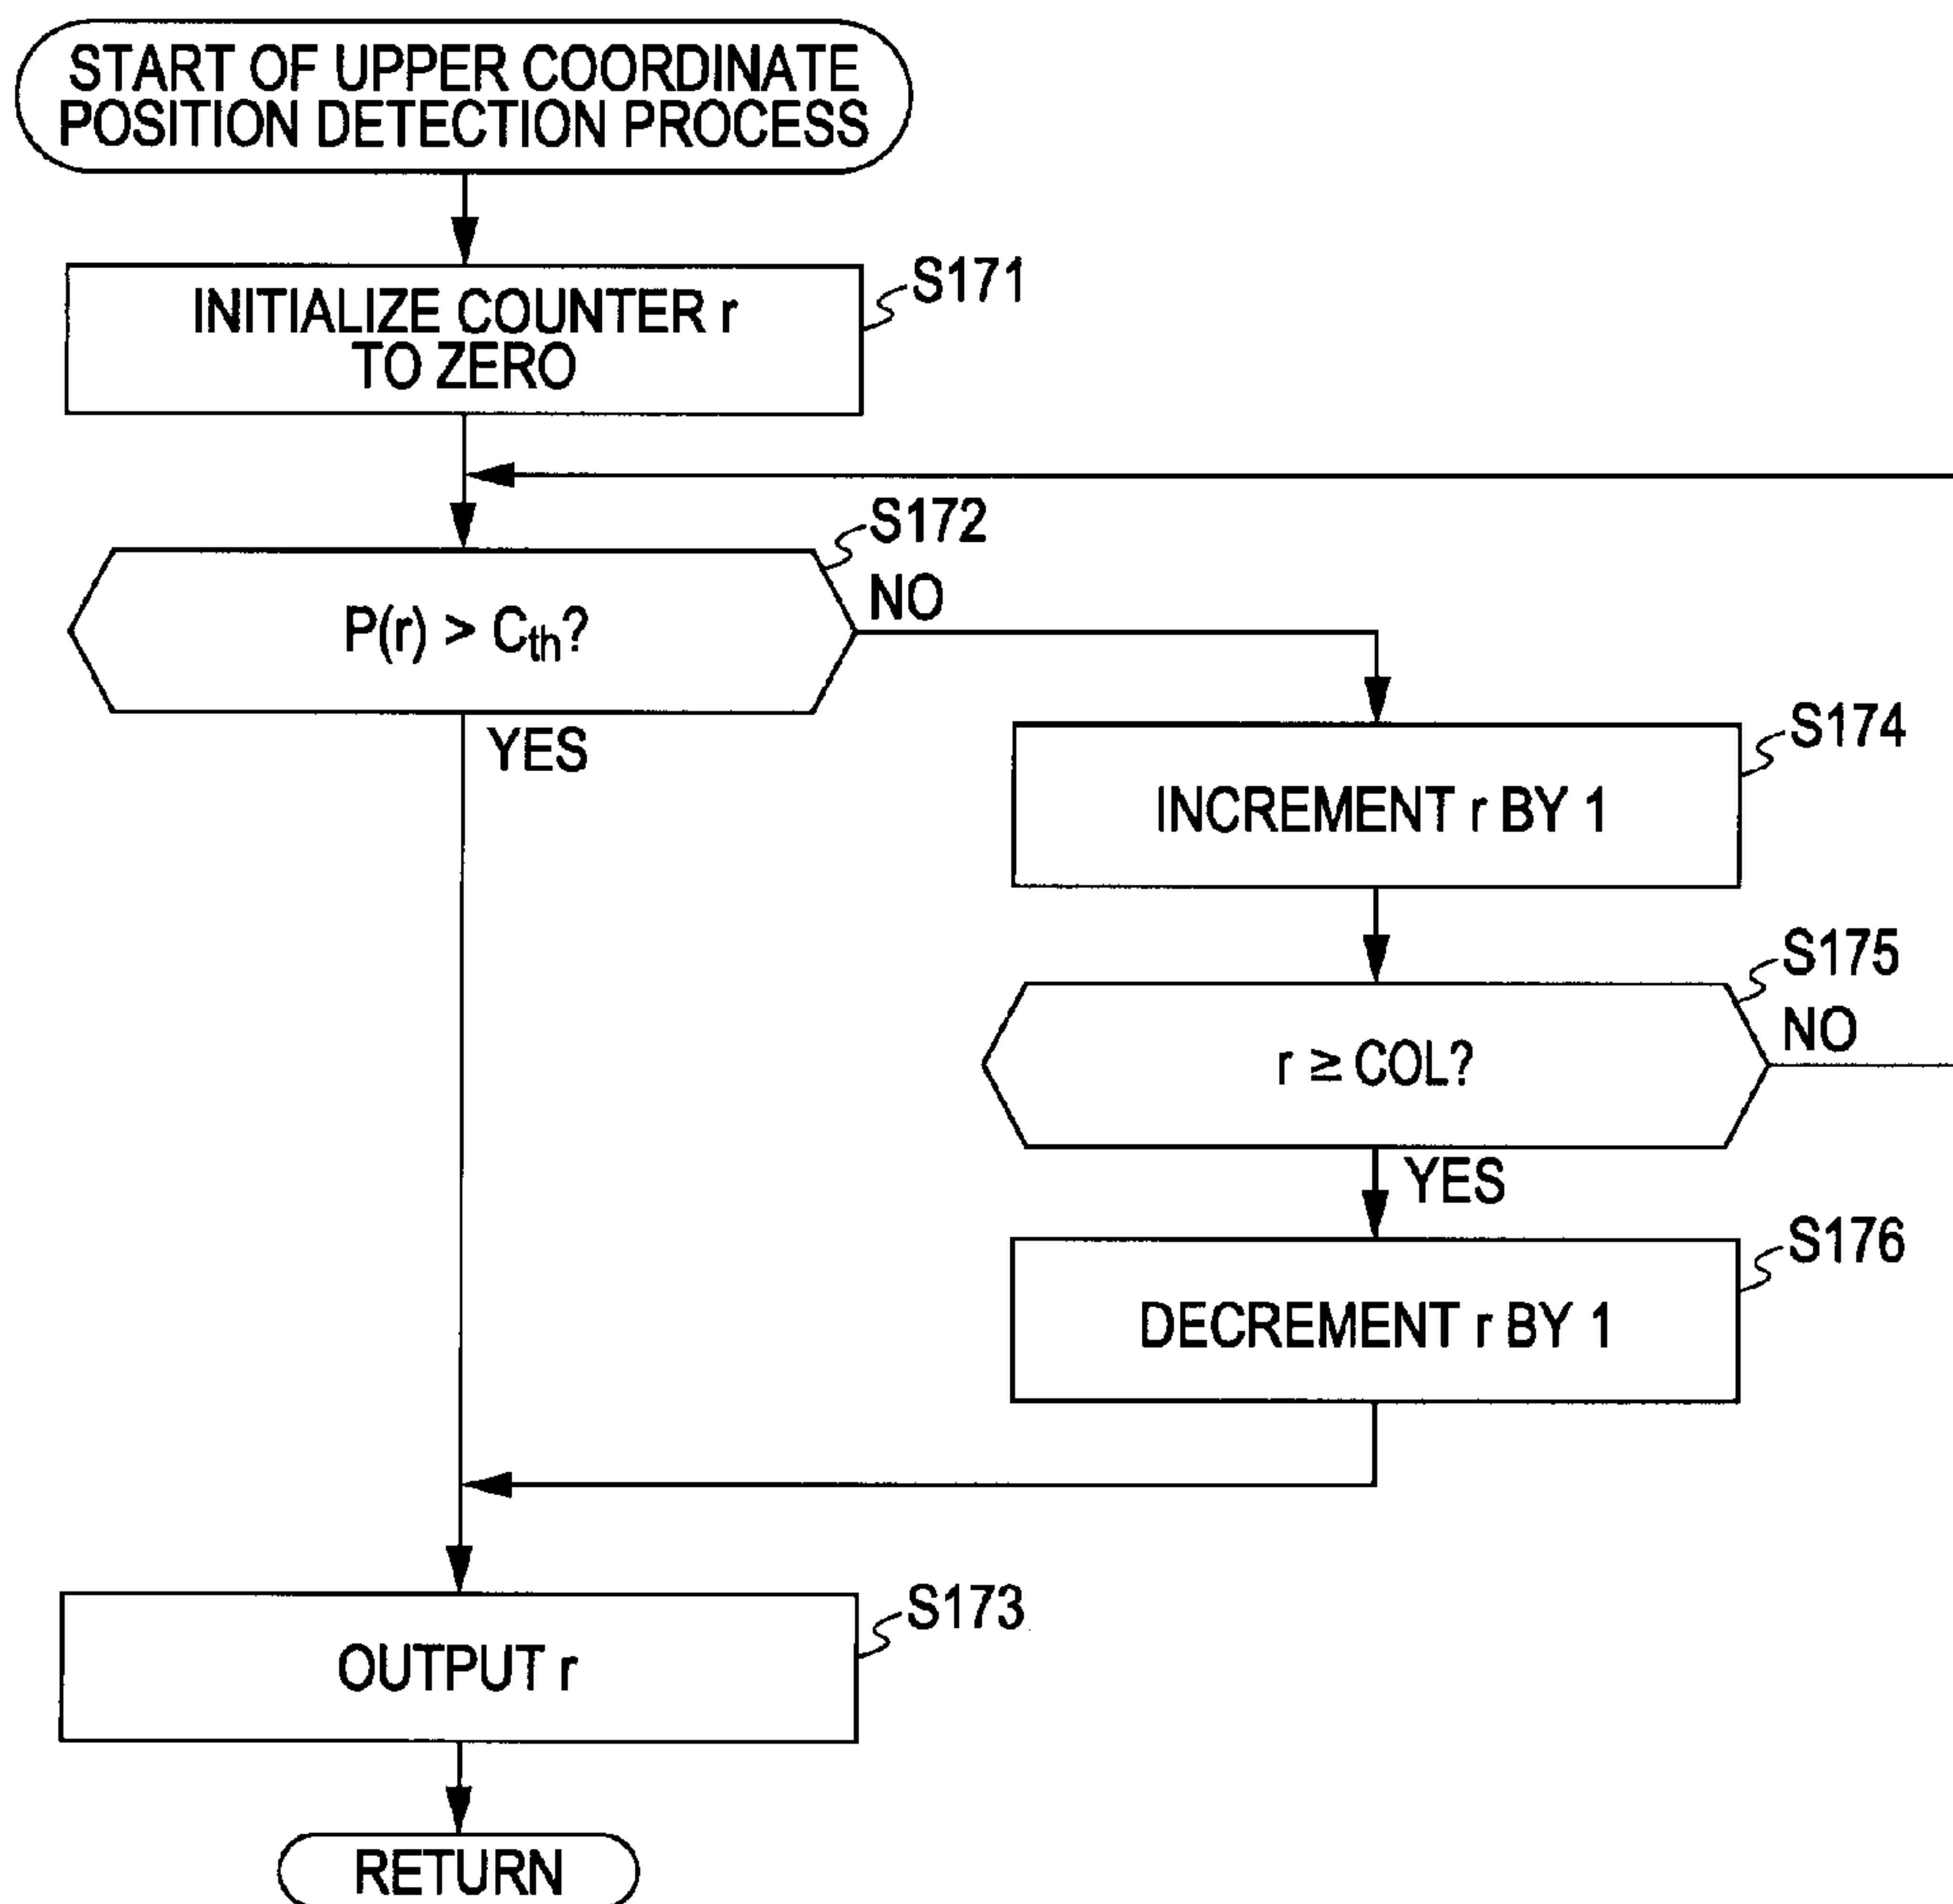 START OF UPPER COORDINATE
POSITION DETECTION PROCESS
S171
INITIALIZE COUNTER r
TO ZERO
S172
P(r) > Cth?
NO
YES
S174
INCREMENT r BY 1
S175
r ≧ COL?
NO
YES
S176
DECREMENT r BY 1
S173
OUTPUT r
RETURN